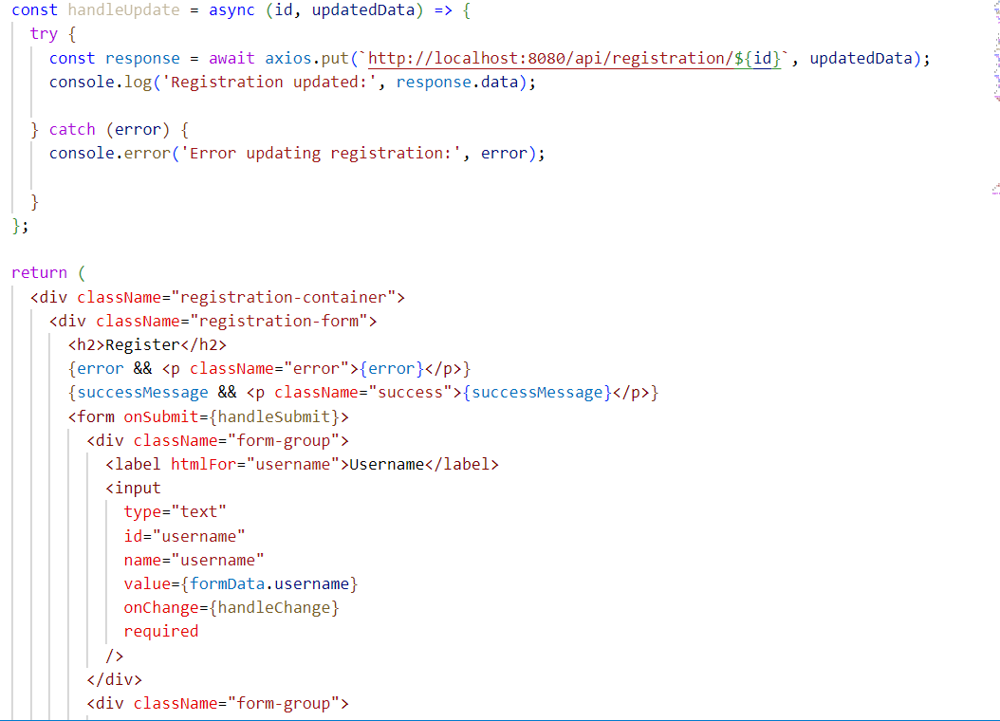 const handleUpdate = async (id, updatedData) => {
  try {
    const response = await axios.put(`http://localhost:8080/api/registration/${id}`, updatedData);
    console.log('Registration updated:', response.data);

  } catch (error) {
    console.error('Error updating registration:', error);

  }
};

return (
  <div className="registration-container">
    <div className="registration-form">
      <h2>Register</h2>
      {error && <p className="error">{error}</p>}
      {successMessage && <p className="success">{successMessage}</p>}
      <form onSubmit={handleSubmit}>
        <div className="form-group">
          <label htmlFor="username">Username</label>
          <input
            type="text"
            id="username"
            name="username"
            value={formData.username}
            onChange={handleChange}
            required
          />
        </div>
        <div className="form-group">